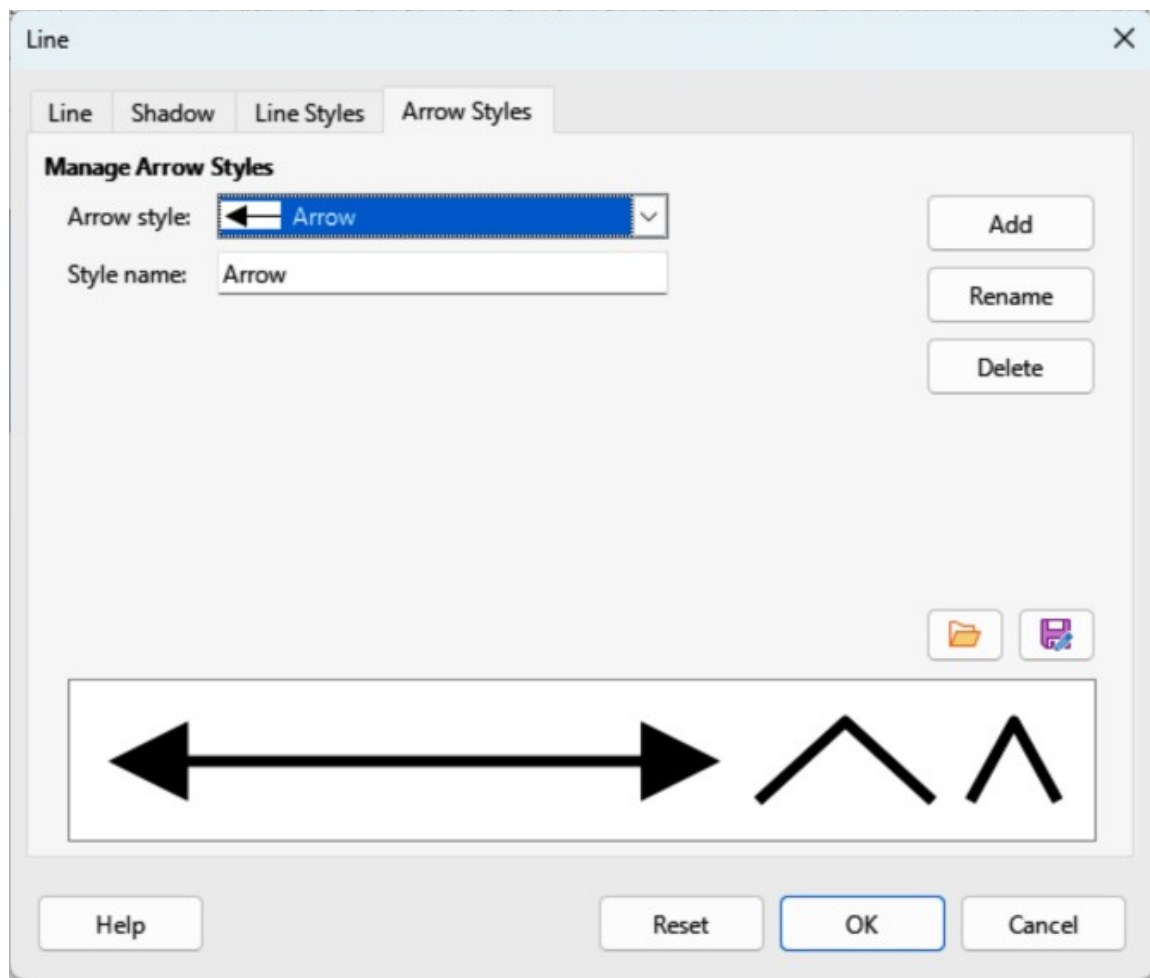 Line
Line Shadow Line Styles Arrow Styles
Manage Arrow Styles
Arrow style: Arrow
Add
Style name: Arrow
Rename
Delete
Help Reset OK Cancel